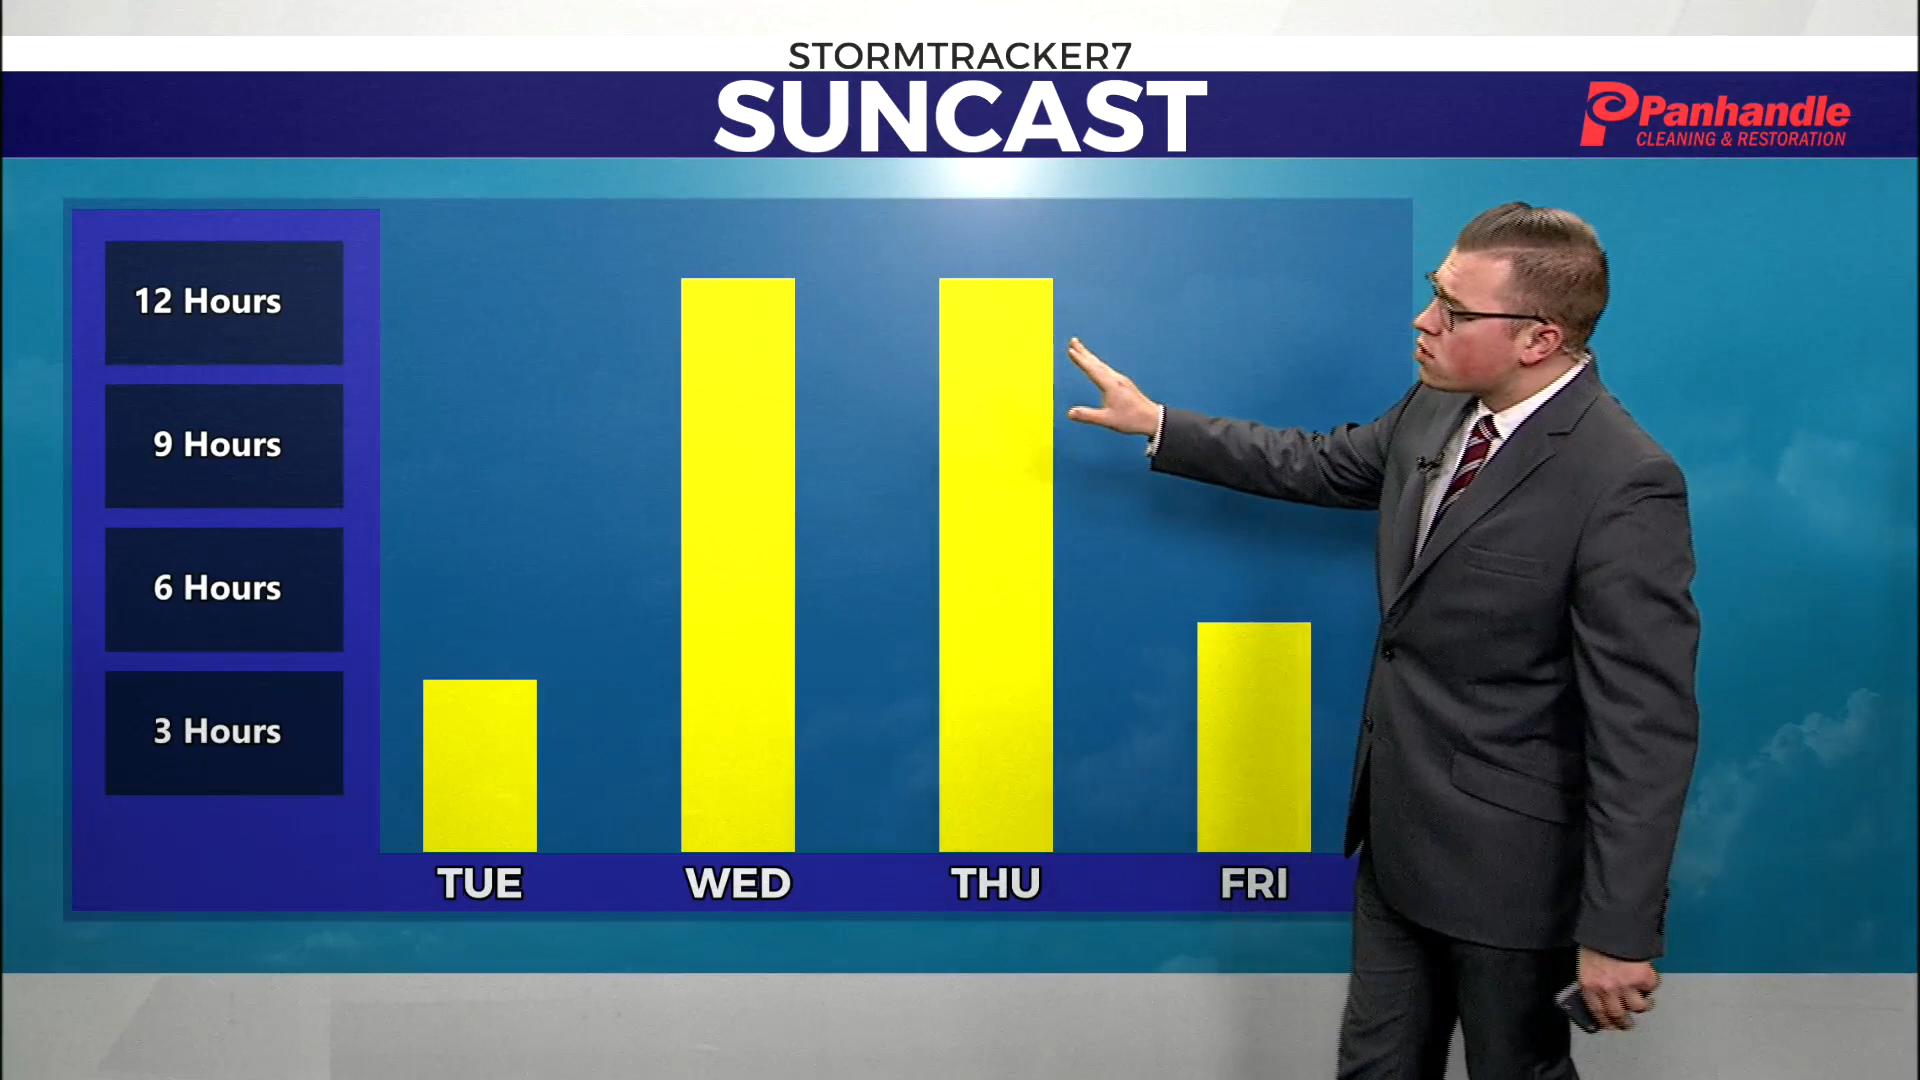 STORMTRACKER7
SUNCAST
Panhandle
CLEANING & RESTORATION
12 Hours
9 Hours
6 Hours
3 Hours
TUE WED THU FRI